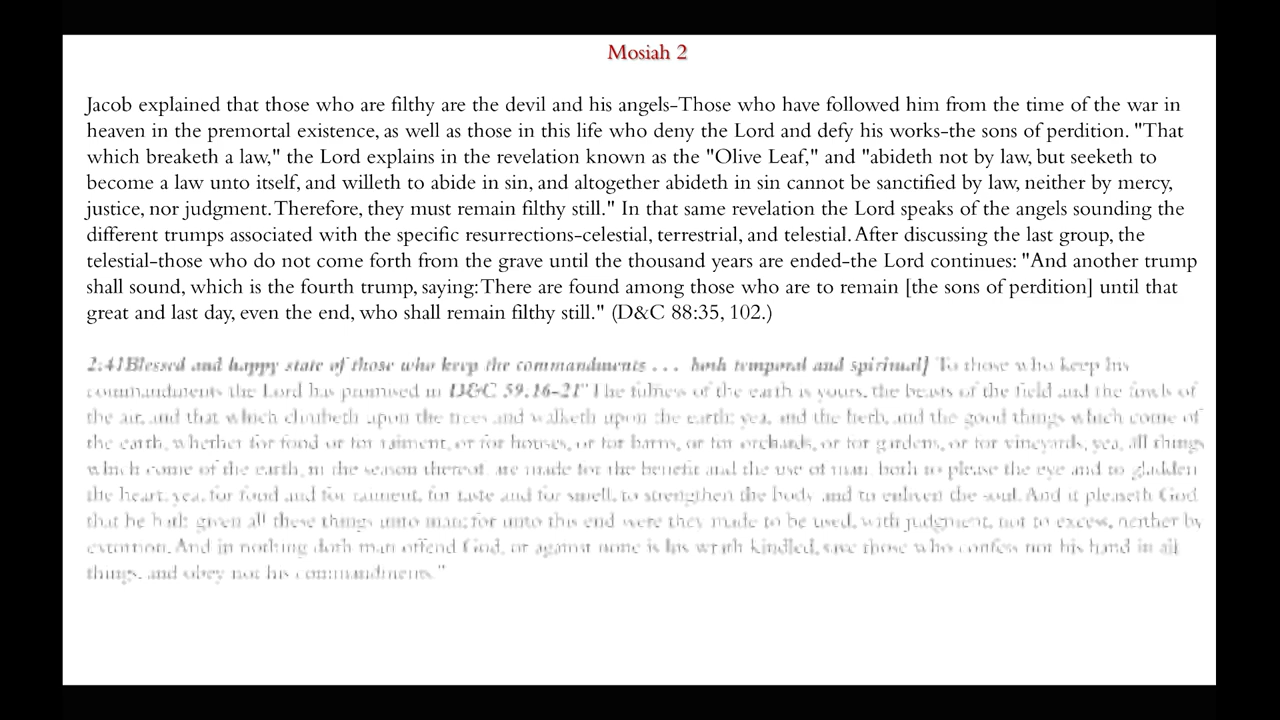 Mosiah 2
Jacob explained that those who are filthy are the devil and his angels-Those who have followed him from the time of the war in
heaven in the premortal existence, as well as those in this life who deny the Lord and defy his works-the sons of perdition. "That
which breaketh a law," the Lord explains in the revelation known as the "Olive Leaf," and "abideth not by law, but seeketh to
become a law unto itself, and willeth to abide in sin, and altogether abideth in sin cannot be sanctified by law, neither by mercy,
justice, nor judgment. Therefore, they must remain filthy still." In that same revelation the Lord speaks of the angels sounding the
different trumps associated with the specific resurrections-celestial, terrestrial, and telestial. After discussing the last group, the
telestial-those who do not come forth from the grave until the thousand years are ended-the Lord continues: "And another trump
shall sound, which is the fourth trump, saying: There are found among those who are to remain [the sons of perdition] until that
great and last day, even the end, who shall remain filthy still." (D&C 88:35, 102.)
2:41Blessed and happy state of those who keep the commandments . . . both temporal and spiritual] To those who keep his
commandments the Lord has promised in D&C 59.16-21"The fulness of the earth is yours, the beasts of the field and the fowls of
the air, and that which climbeth upon the trees and walketh upon the earth; yea, and the herb, and the good things which come of
the earth, whether for food or for raiment, or for houses, or for barns, or for orchards, or for gardens, or for vineyards, yea, all things
which come of the earth, in the season thereof are made for the benefit and the use of man both to please the eye and to gladden
the heart, yea, for food and for raiment, for taste and for smell, to strengthen the body and to enliven the soul. And it pleaseth God
that he hath given all these things unto man; for unto this end were they made to be used, with judgment, not to excess, neither by
extortion. And in nothing doth man offend God, or against none is his wrath kindled, save those who confess not his hand in all
things, and obey not his commandments."